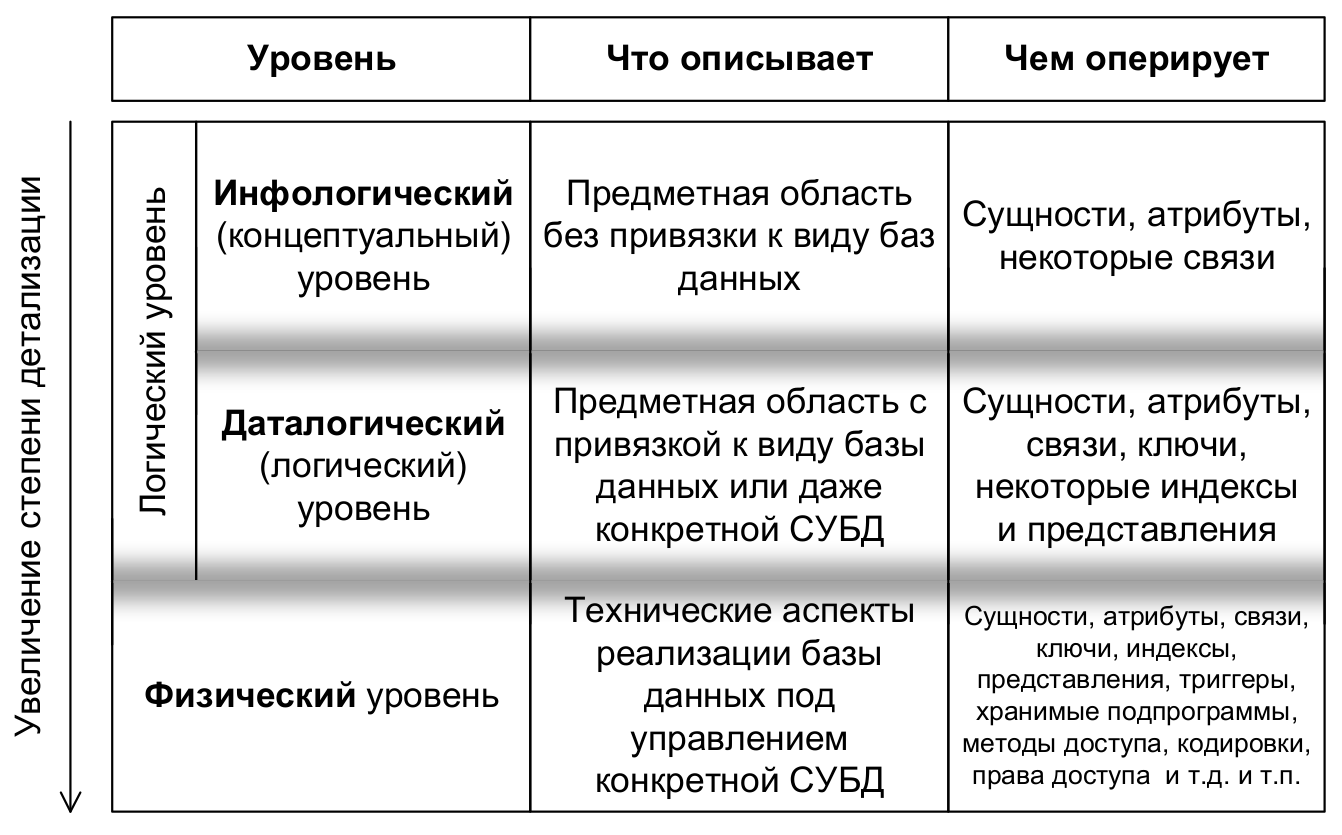 Уровень
Что описывает
Чем оперирует
Увеличение степени детализации
Логический уровень
Инфологический
(концептуальный)
уровень
Предметная область
без привязки к виду баз
данных
Сущности, атрибуты,
некоторые связи
Даталогический
(логический)
уровень
Предметная область с
привязкой к виду базы
данных или даже
конкретной СУБД
Сущности, атрибуты,
связи, ключи,
некоторые индексы
и представления
Физический уровень
Технические аспекты
реализации базы
данных под
управлением
конкретной СУБД
Сущности, атрибуты, связи,
ключи, индексы,
представления, триггеры,
хранимые подпрограммы,
методы доступа, кодировки,
права доступа и т.д. и т.п.